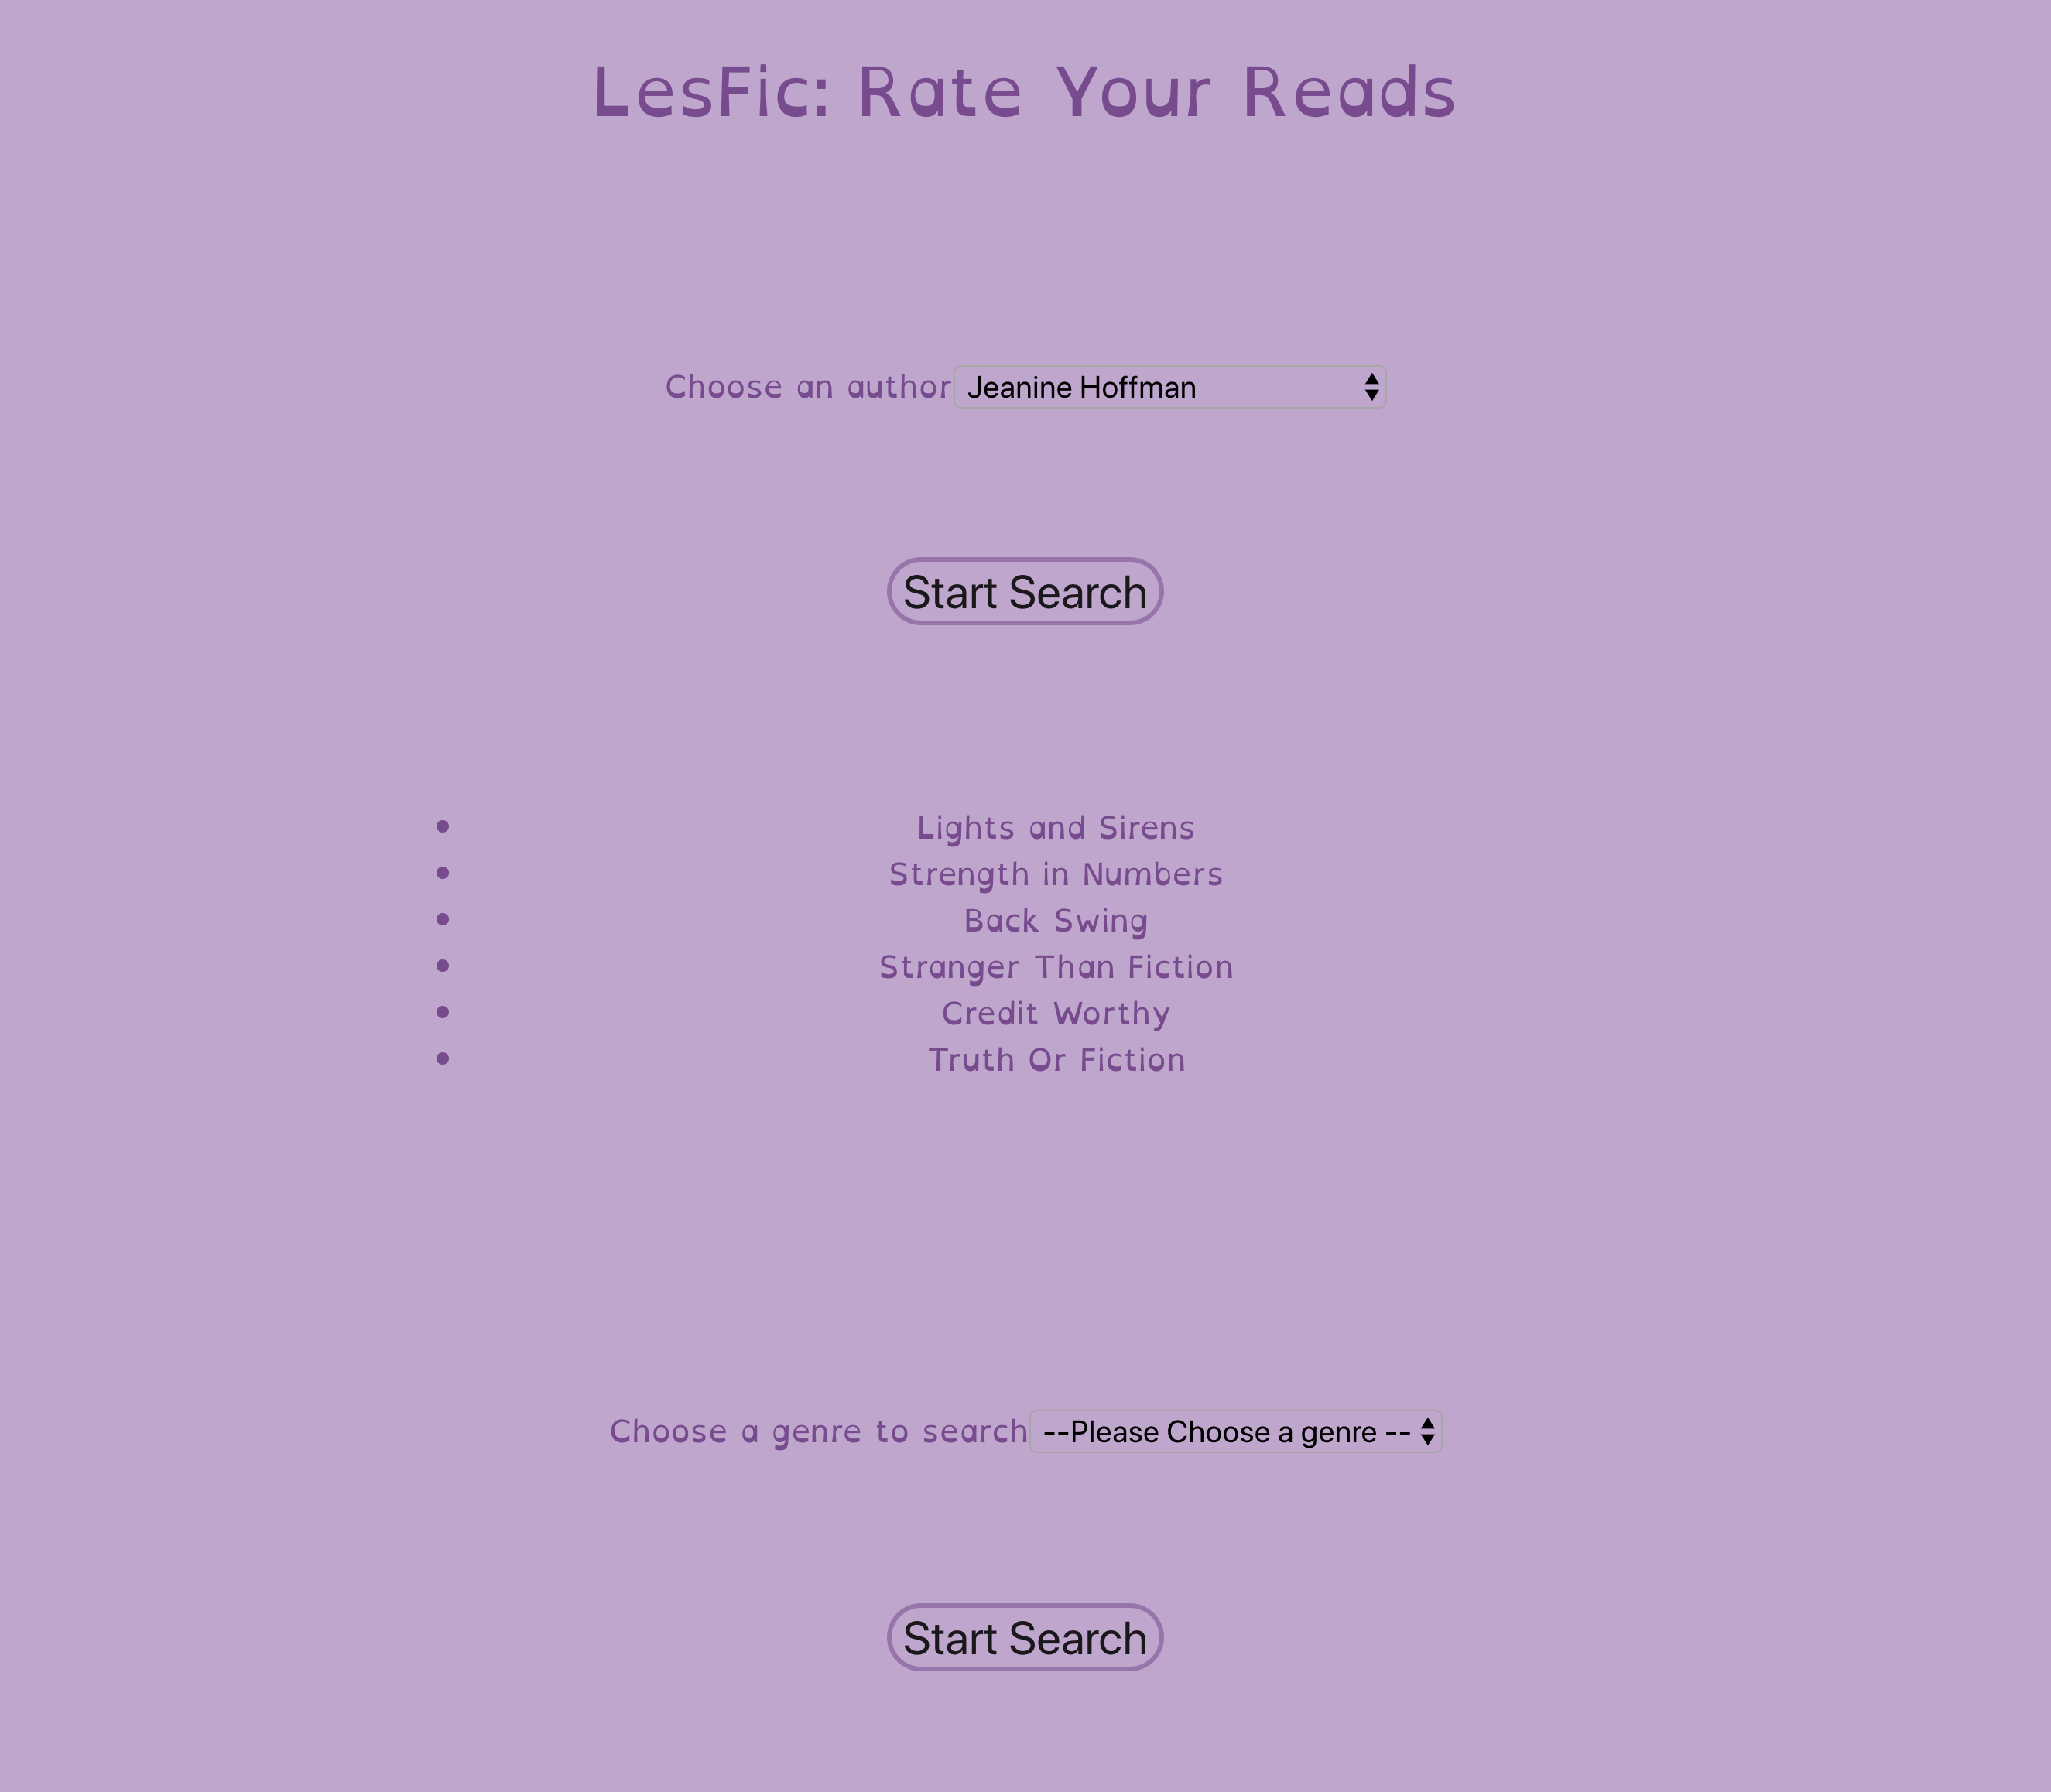 LesFic: Rate Your Reads
Choose an author Jeanine Hoffman
Start Search
• Lights and Sirens
• Strength in Numbers
• Back Swing
• Stranger Than Fiction
• Credit Worthy
• Truth Or Fiction
Choose a genre to search --Please Choose a genre --
Start Search